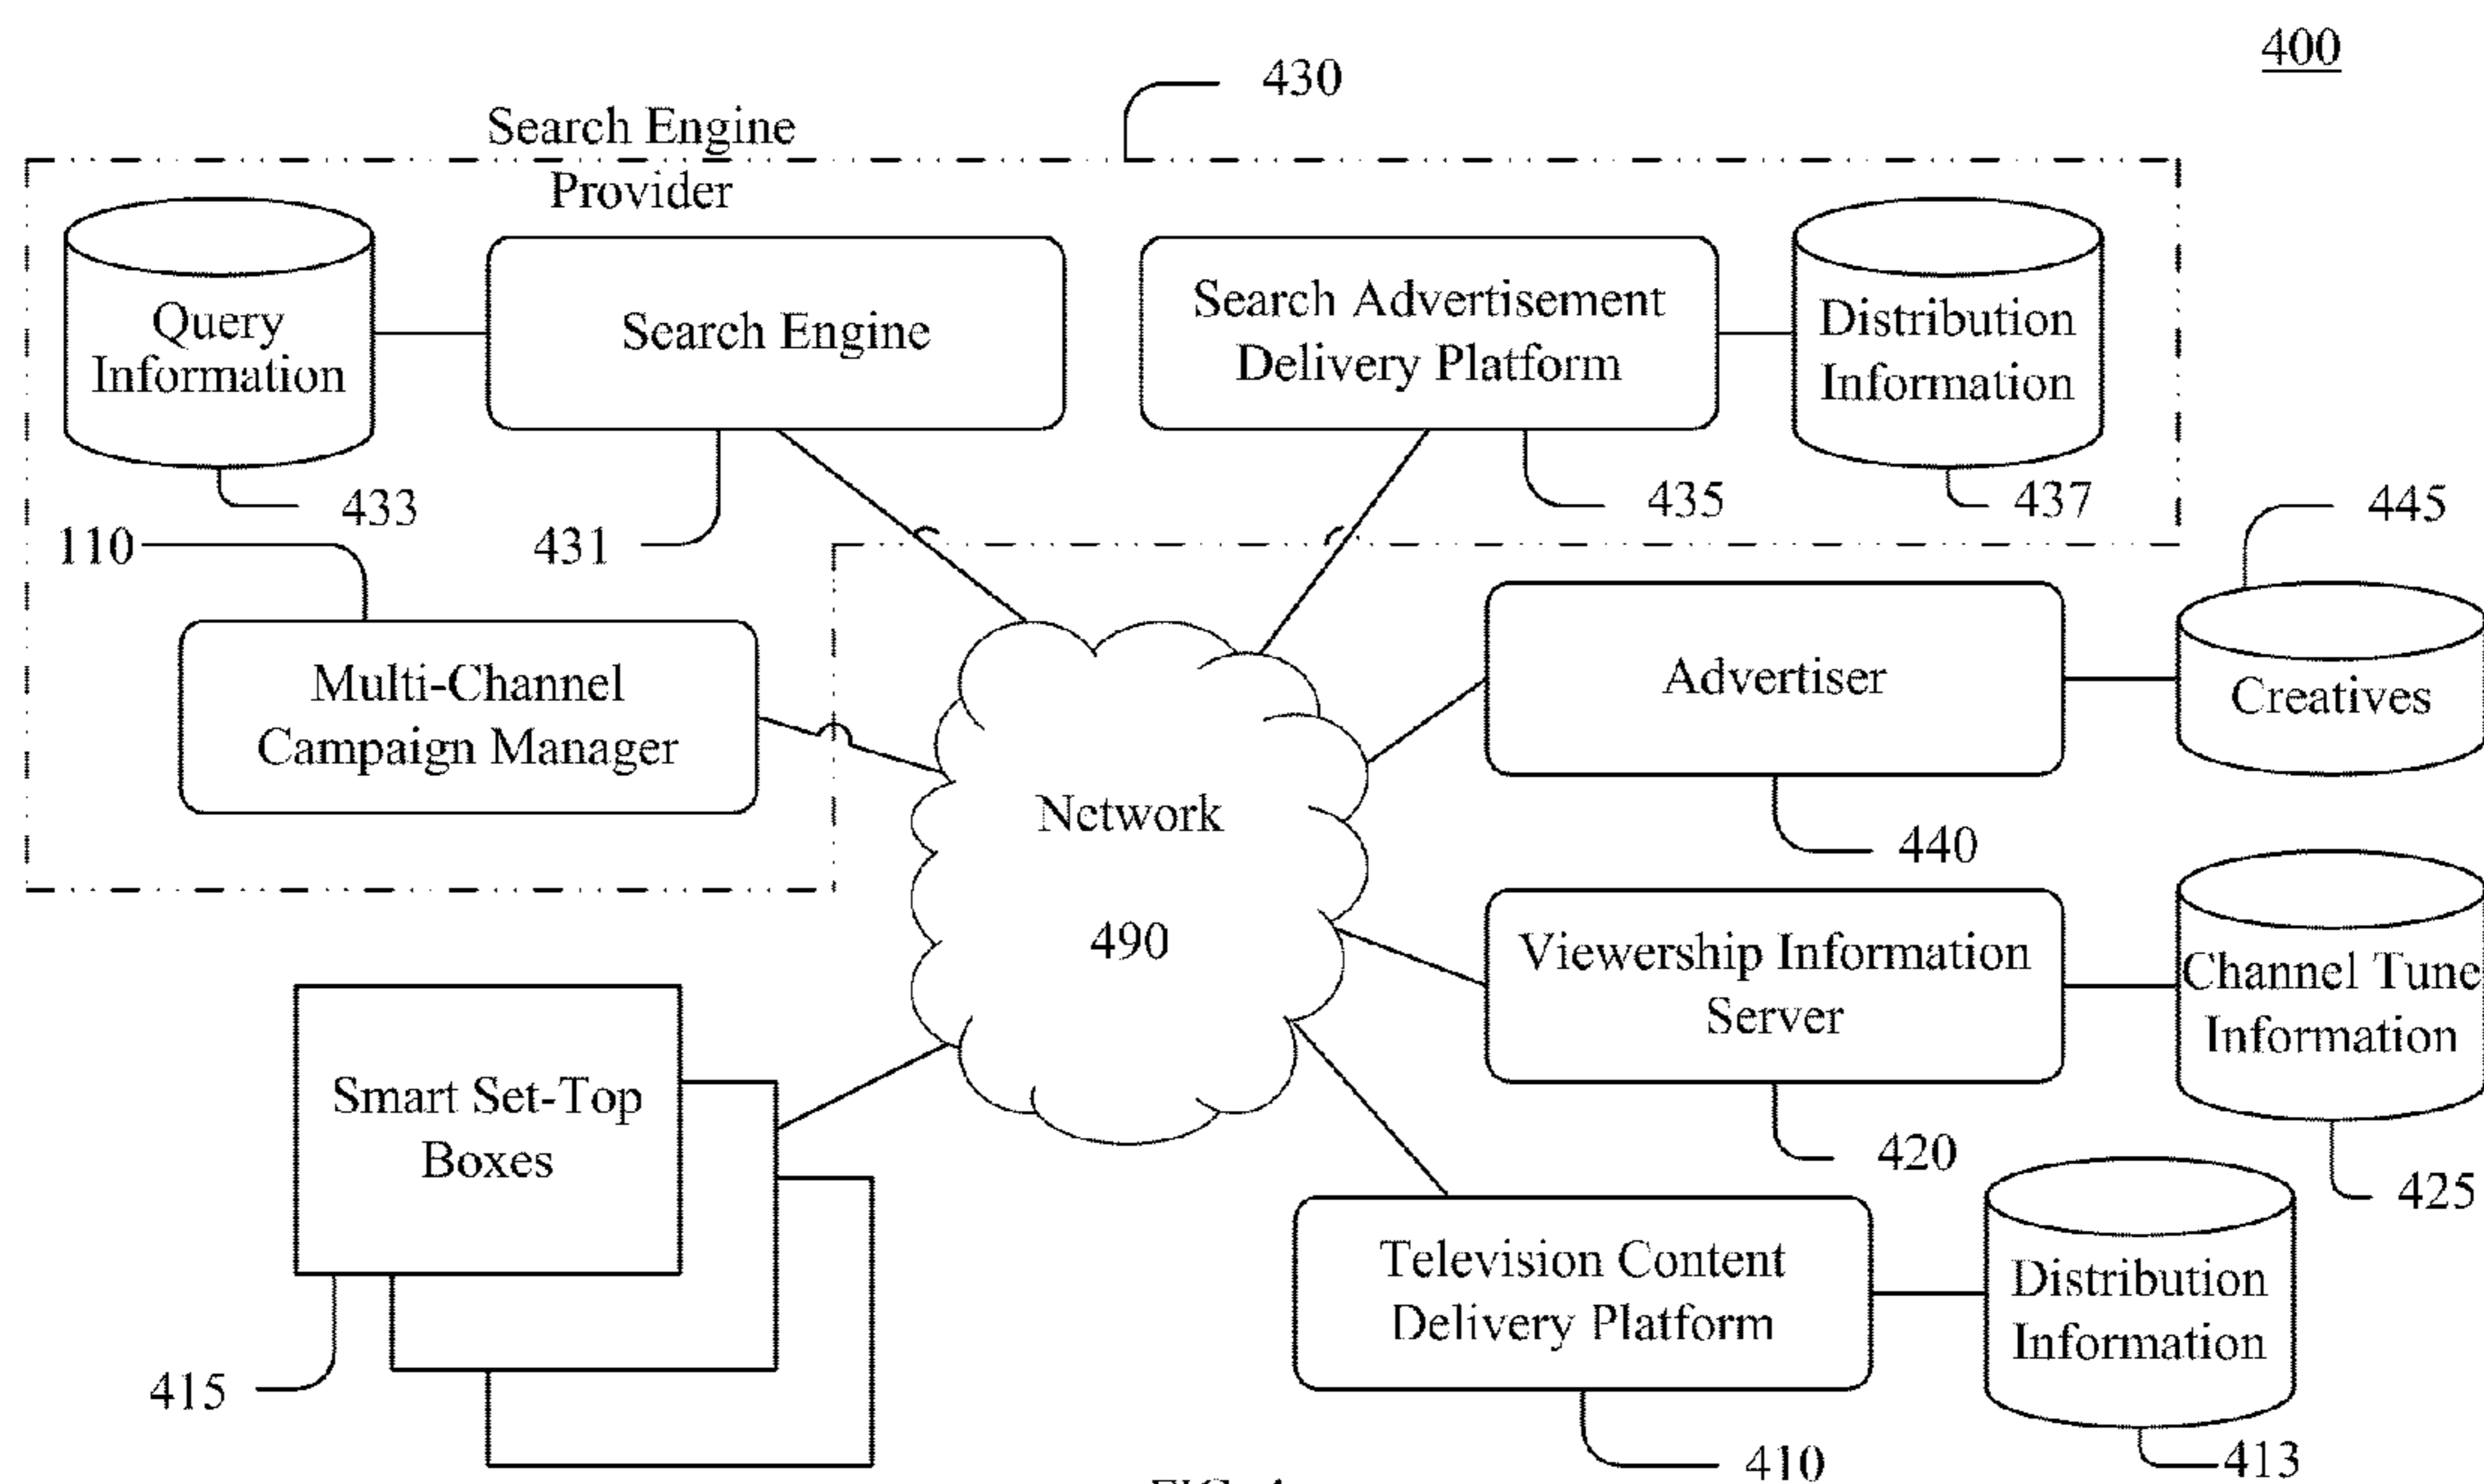 400
430
Search Engine
Provider
Query
Information
Search Engine
Search Advertisement
Delivery Platform
Distribution
Information
433
431
435
437
445
110
Multi-Channel
Campaign Manager
Advertiser
Creatives
Network
490
440
Viewership Information
Server
Channel Tune
Information
Smart Set-Top
Boxes
420
425
Television Content
Delivery Platform
Distribution
Information
415
410
413